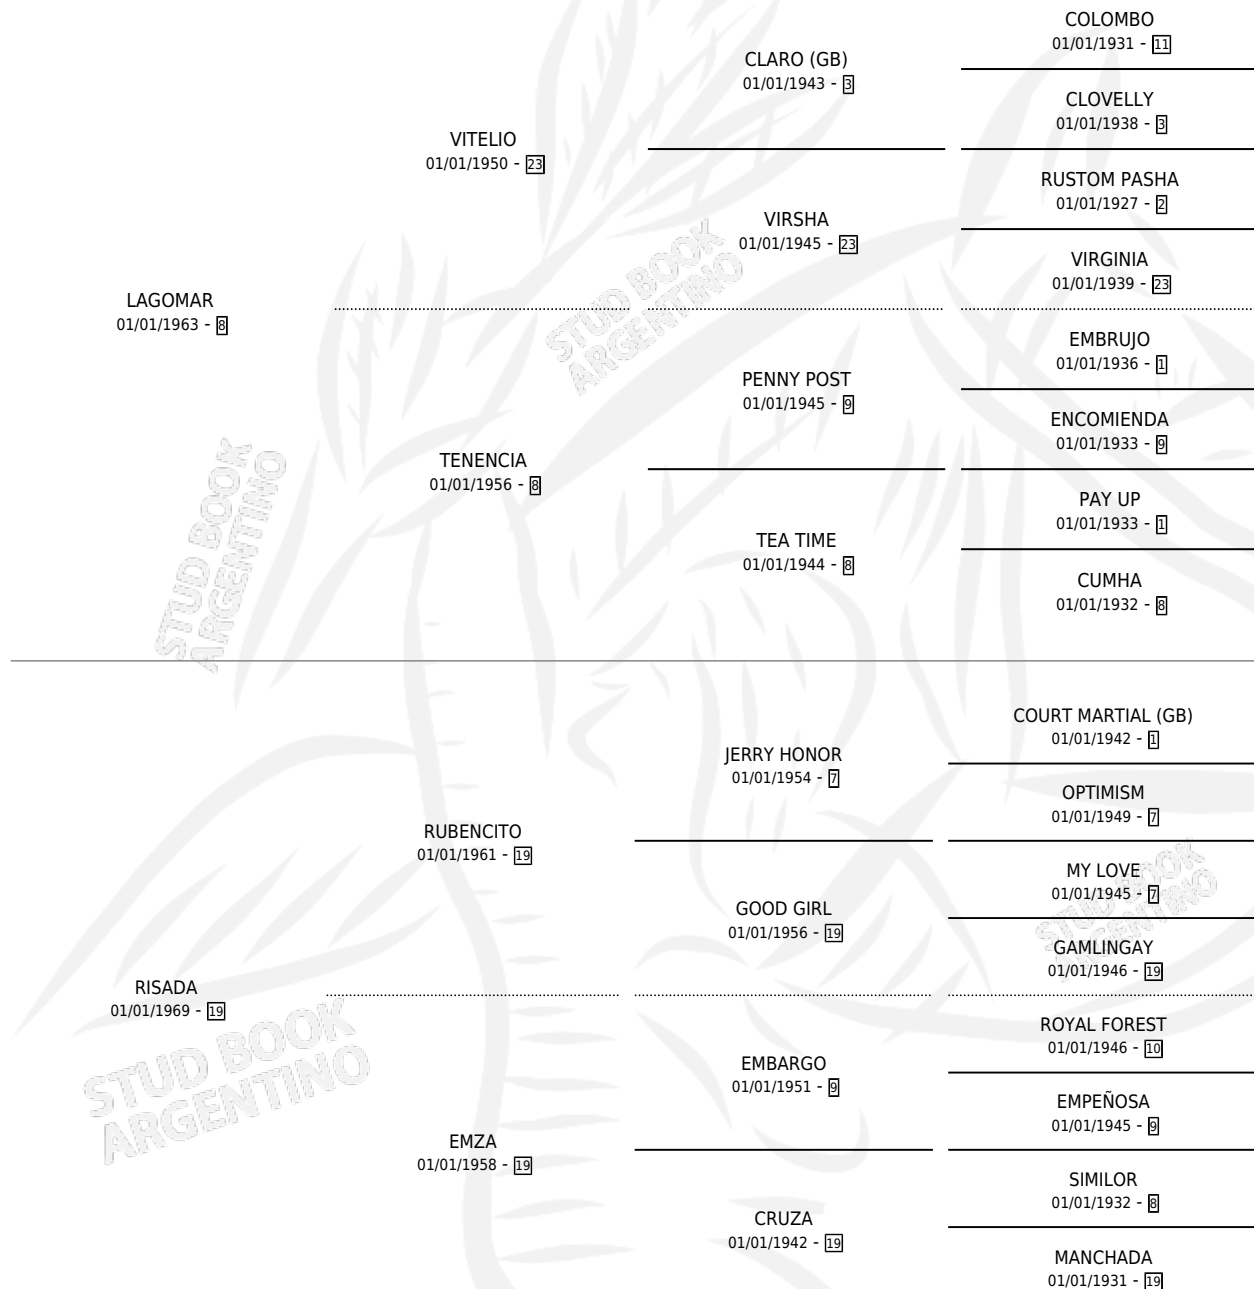 COLOMBO
01/01/1931 - 11
CLARO (GB)
01/01/1943 - 3
CLOVELLY
01/01/1938 - 3
VITELIO
01/01/1950 - 23
RUSTOM PASHA
01/01/1927 - 2
VIRSHA
01/01/1945 - 23
VIRGINIA
01/01/1939 - 23
LAGOMAR
01/01/1963 - 8
EMBRUJO
01/01/1936 - 1
PENNY POST
01/01/1945 - 9
ENCOMIENDA
01/01/1933 - 9
TENENCIA
01/01/1956 - 8
PAY UP
01/01/1933 - 1
TEA TIME
01/01/1944 - 8
CUMHA
01/01/1932 - 8
COURT MARTIAL (GB)
01/01/1942 - 1
JERRY HONOR
01/01/1954 - 7
OPTIMISM
01/01/1949 - 7
RUBENCITO
01/01/1961 - 19
MY LOVE
01/01/1945 - 7
GOOD GIRL
01/01/1956 - 19
GAMLINGAY
01/01/1946 - 19
RISADA
01/01/1969 - 19
ROYAL FOREST
01/01/1946 - 10
EMBARGO
01/01/1951 - 9
EMPEÑOSA
01/01/1945 - 9
EMZA
01/01/1958 - 19
SIMILOR
01/01/1932 - 8
CRUZA
01/01/1942 - 19
MANCHADA
01/01/1931 - 19
STUD BOOK
ARGENTINO
STUD BOOK
ARGENTINO
STUD BOOK
ARGENTINO
STUD BOOK
ARGENTINO